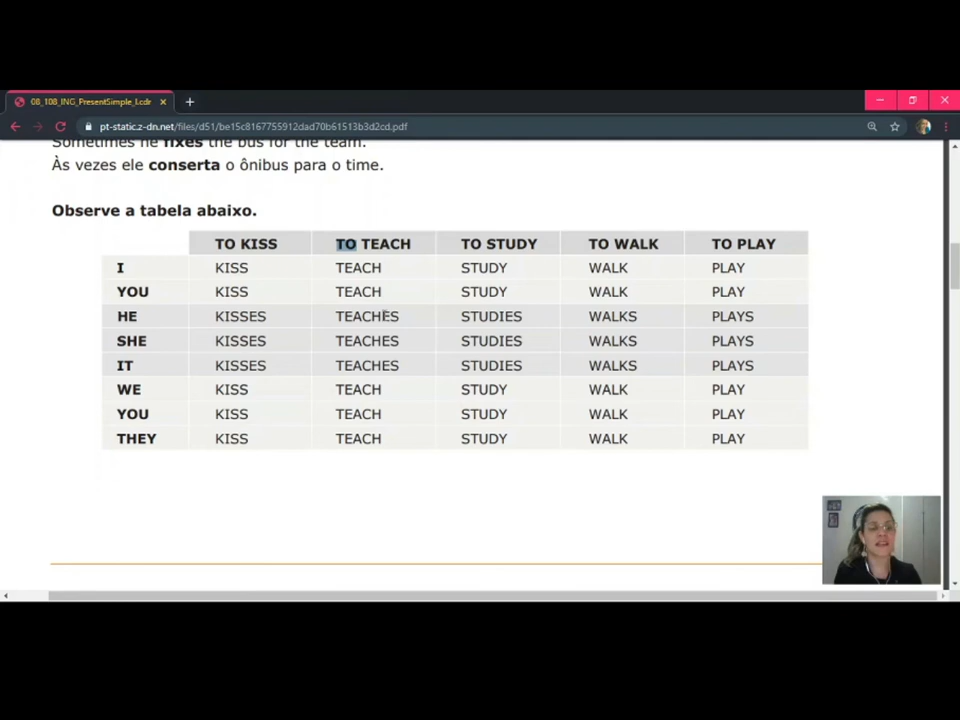 08_108_ING_PresentSimple_I.cdr
pt-static.z-dn.net/files/d51/be15c8167755912dad70b61513b3d2cd.pdf
Sometimes he fixes the bus for the team.
Às vezes ele conserta o ônibus para o time.
Observe a tabela abaixo.
TO KISS TO TEACH TO STUDY TO WALK TO PLAY
I KISS TEACH STUDY WALK PLAY
YOU KISS TEACH STUDY WALK PLAY
HE KISSES TEACHES STUDIES WALKS PLAYS
SHE KISSES TEACHES STUDIES WALKS PLAYS
IT KISSES TEACHES STUDIES WALKS PLAYS
WE KISS TEACH STUDY WALK PLAY
YOU KISS TEACH STUDY WALK PLAY
THEY KISS TEACH STUDY WALK PLAY